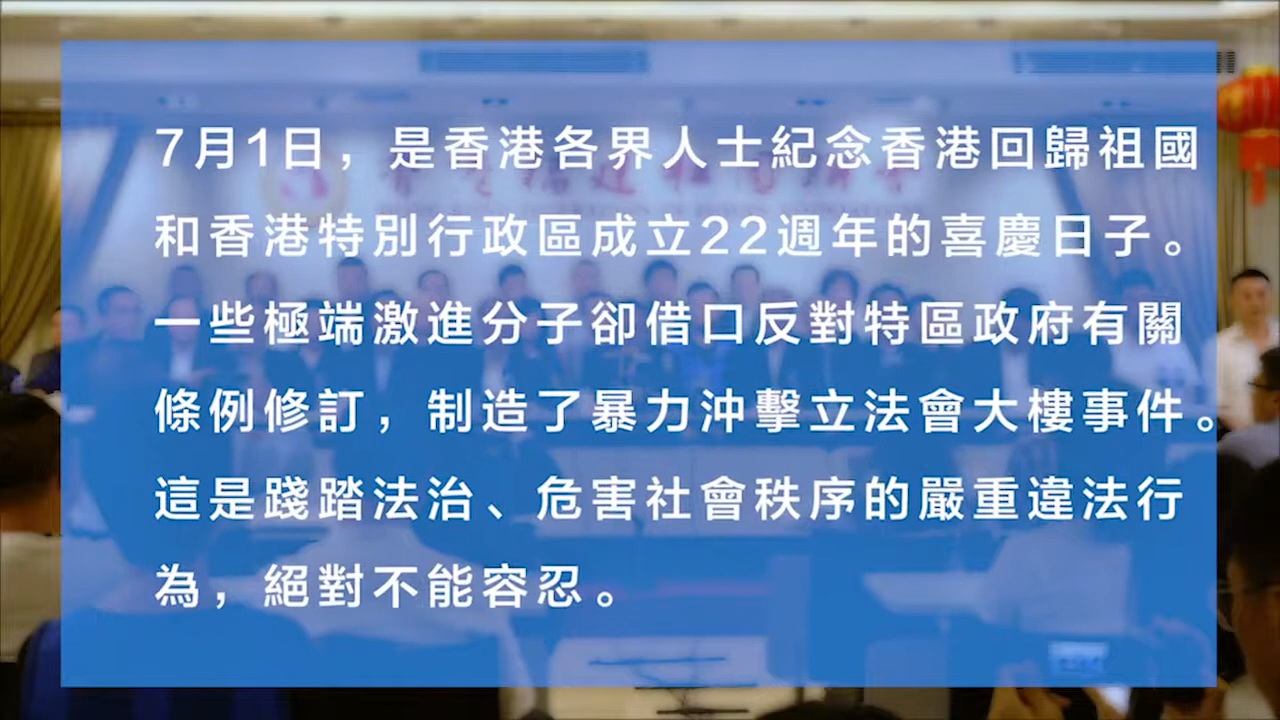 7月1日，是香港各界人士紀念香港回歸祖國
和香港特別行政區成立22週年的喜慶日子。
一些極端激進分子卻借口反對特區政府有關
條例修訂，制造了暴力沖擊立法會大樓事件。
這是踐踏法治、危害社會秩序的嚴重違法行
為，絕對不能容忍。